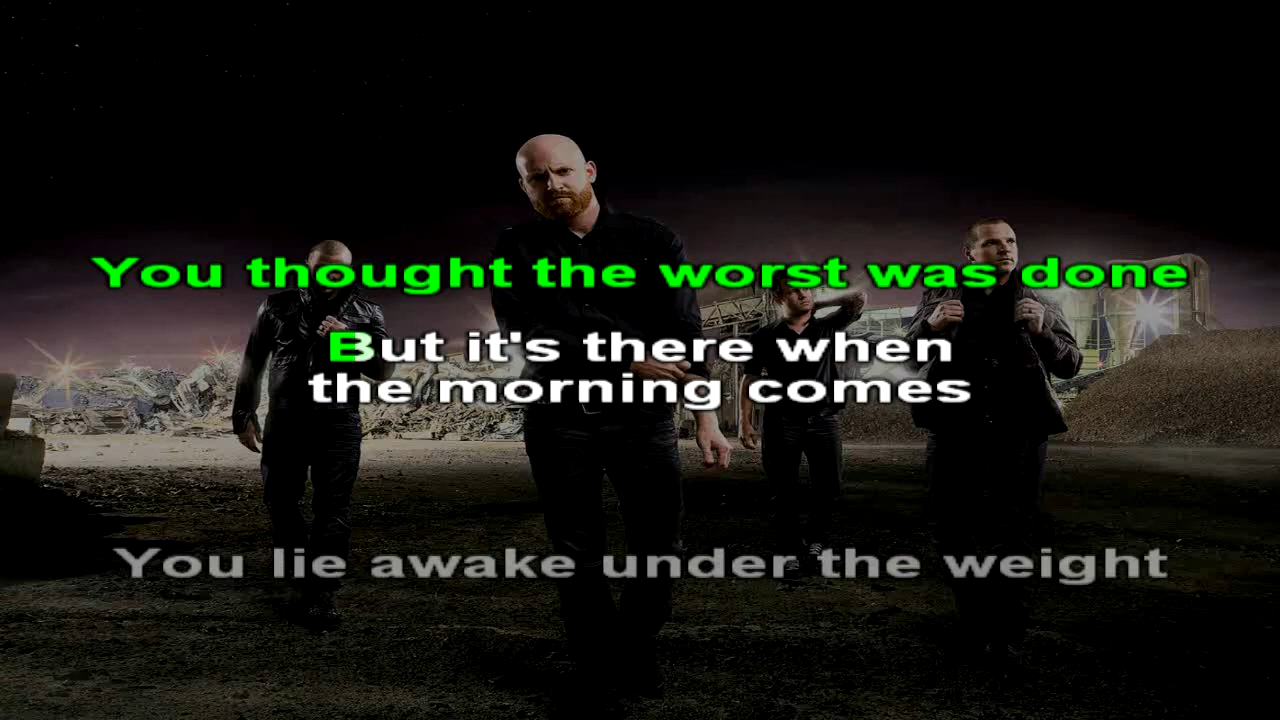 You thought the worst was done
But it's there when
the morning comes
You lie awake under the weight